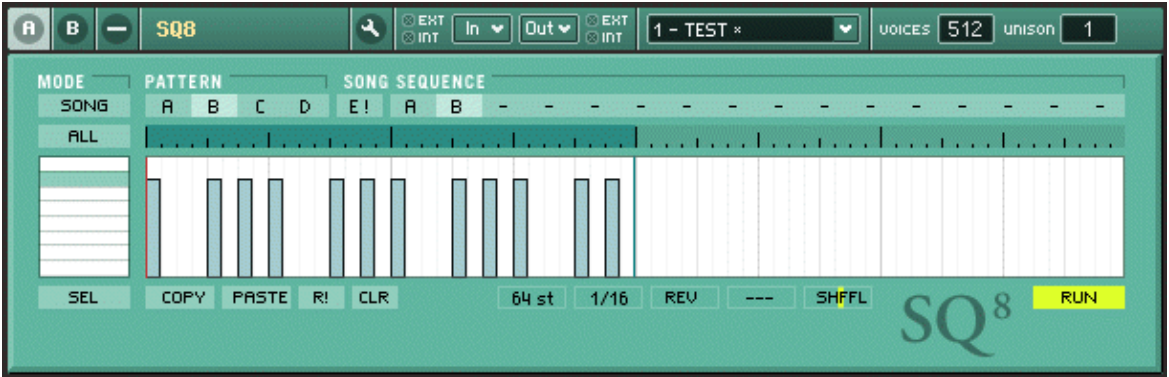 A B SQ8 EXT INT In Out EXT INT 1 - TEST × VOICES 512 UNISON 1
MODE PATTERN SONG SEQUENCE
SONG A B C D E! A B - - - - - - - - - - - - - -
ALL
SEL COPY PASTE R! CLR 64 st 1/16 REV --- SHFFL RUN
SQ8